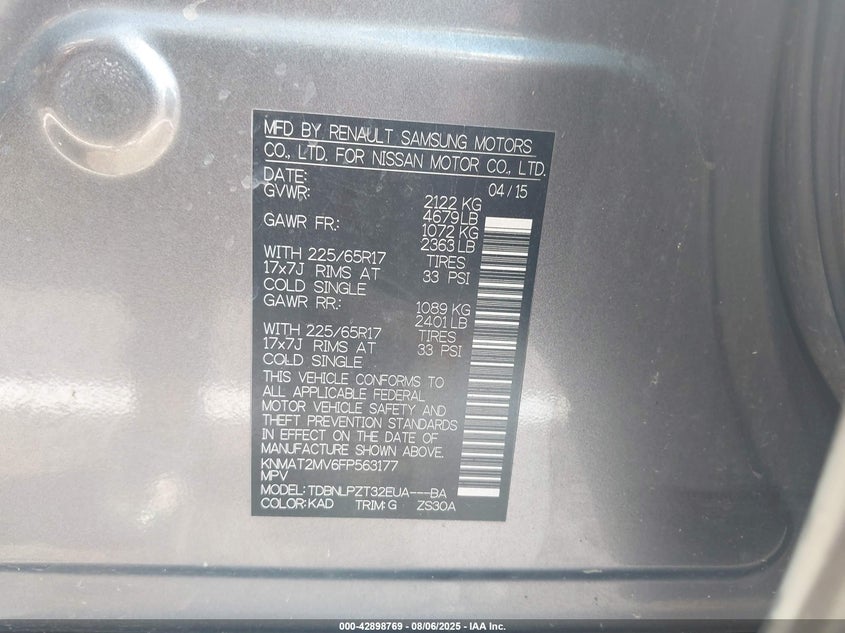 MFD BY RENAULT SAMSUNG MOTORS
CO., LTD. FOR NISSAN MOTOR CO., LTD.
DATE: 04/15
GVWR: 2122 KG
4679 LB
GAWR FR.: 1072 KG
2363 LB
WITH 225/65R17 TIRES
17x7J RIMS AT 33 PSI
COLD SINGLE
GAWR RR.: 1089 KG
2401 LB
WITH 225/65R17 TIRES
17x7J RIMS AT 33 PSI
COLD SINGLE
THIS VEHICLE CONFORMS TO
ALL APPLICABLE FEDERAL
MOTOR VEHICLE SAFETY AND
THEFT PREVENTION STANDARDS
IN EFFECT ON THE DATE OF
MANUFACTURE SHOWN ABOVE.
KNMAT2MV6FP563177
MPV
MODEL: TDBNLPZT32EUA---BA
COLOR: KAD TRIM: G ZS30A
000-42898769 - 08/06/2025 - IAA Inc.